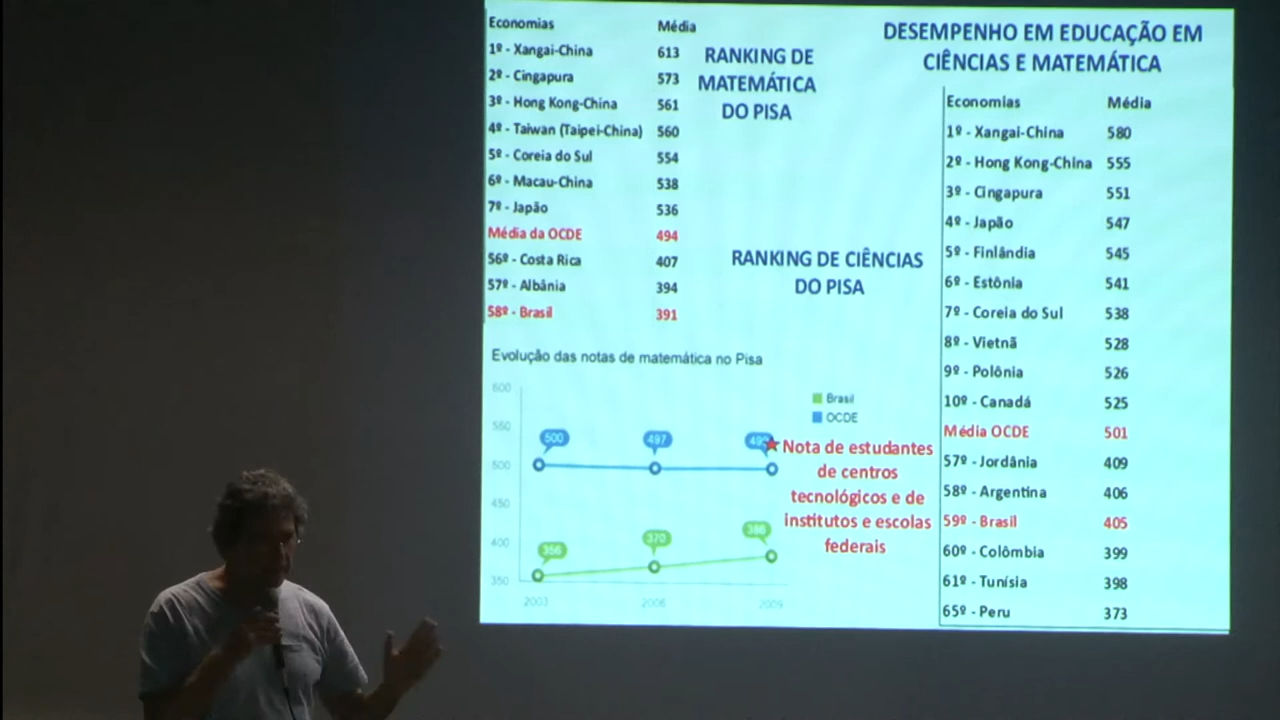 Economias Média
1º - Xangai-China 613
2º - Cingapura 573
3º - Hong Kong-China 561
4º - Taiwan (Taipei-China) 560
5º - Coreia do Sul 554
6º - Macau-China 538
7º - Japão 536
Média da OCDE 494
56º - Costa Rica 407
57º - Albânia 394
58º - Brasil 391
RANKING DE
MATEMÁTICA
DO PISA
DESEMPENHO EM EDUCAÇÃO EM
CIÊNCIAS E MATEMÁTICA
RANKING DE CIÊNCIAS
DO PISA
Economias Média
1º - Xangai-China 580
2º - Hong Kong-China 555
3º - Cingapura 551
4º - Japão 547
5º - Finlândia 545
6º - Estônia 541
7º - Coreia do Sul 538
8º - Vietnã 528
9º - Polônia 526
10º - Canadá 525
Média OCDE 501
57º - Jordânia 409
58º - Argentina 406
59º - Brasil 405
60º - Colômbia 399
61º - Tunísia 398
65º - Peru 373
Evolução das notas de matemática no Pisa
600
550
500
450
400
350
500 497
356 370 386
2003 2006 2009
Brasil
OCDE
Nota de estudantes
de centros
tecnológicos e de
institutos e escolas
federais